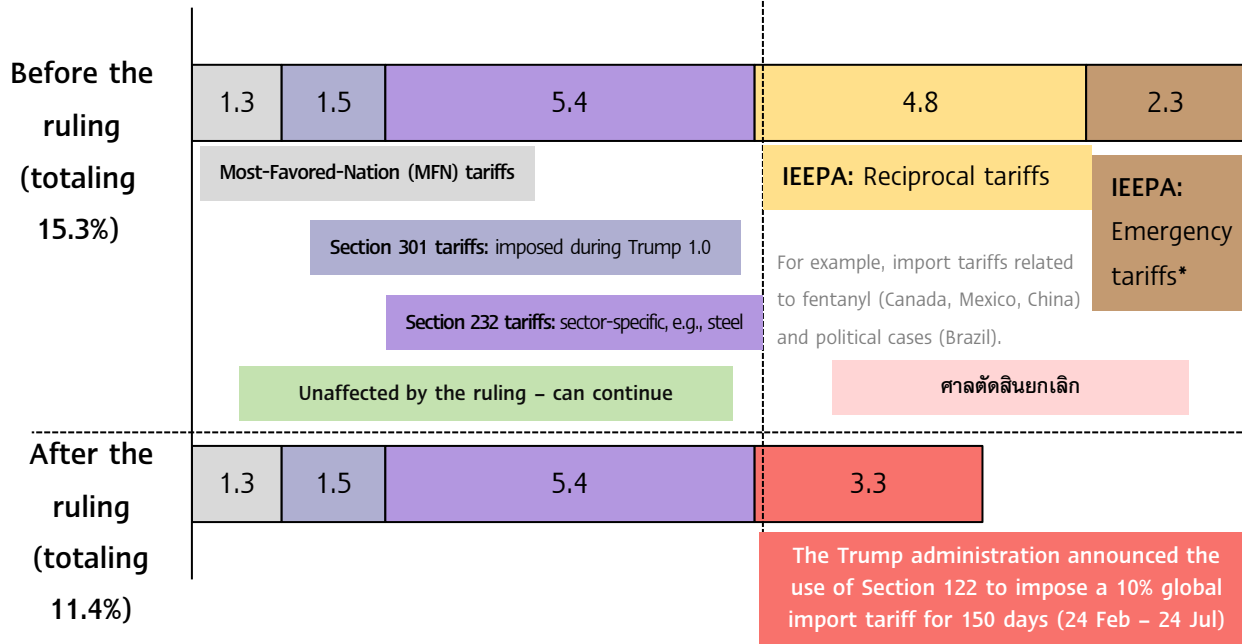 Before the
ruling
(totaling
15.3%)
1.3
1.5
5.4
4.8
2.3
Most-Favored-Nation (MFN) tariffs
IEEPA: Reciprocal tariffs
IEEPA:
Emergency
tariffs*
Section 301 tariffs: imposed during Trump 1.0
For example, import tariffs related
to fentanyl (Canada, Mexico, China)
and political cases (Brazil).
Section 232 tariffs: sector-specific, e.g., steel
Unaffected by the ruling – can continue
ศาลตัดสินยกเลิก
After the
ruling
(totaling
11.4%)
1.3
1.5
5.4
3.3
The Trump administration announced the
use of Section 122 to impose a 10% global
import tariff for 150 days (24 Feb – 24 Jul)